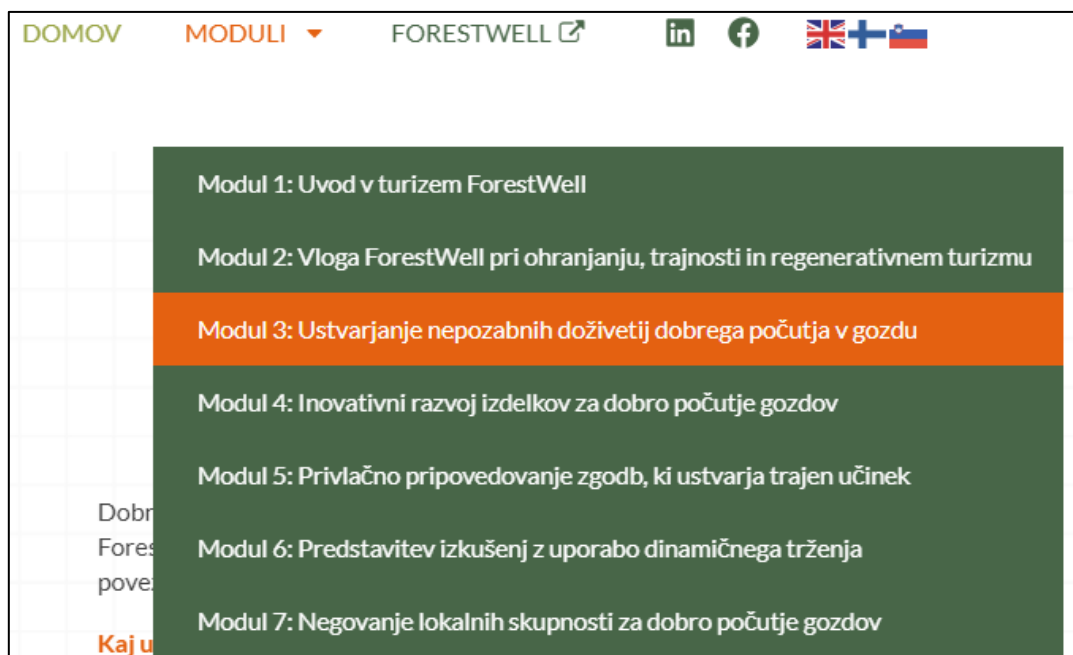 DOMOV MODULI FORESTWELL
Modul 1: Uvod v turizem ForestWell
Modul 2: Vloga ForestWell pri ohranjanju, trajnosti in regenerativnem turizmu
Modul 3: Ustvarjanje nepozabnih doživetij dobrega počutja v gozdu
Modul 4: Inovativni razvoj izdelkov za dobro počutje gozdov
Modul 5: Privlačno pripovedovanje zgodb, ki ustvarja trajen učinek
Modul 6: Predstavitev izkušenj z uporabo dinamičnega trženja
Modul 7: Negovanje lokalnih skupnosti za dobro počutje gozdov
Kaj